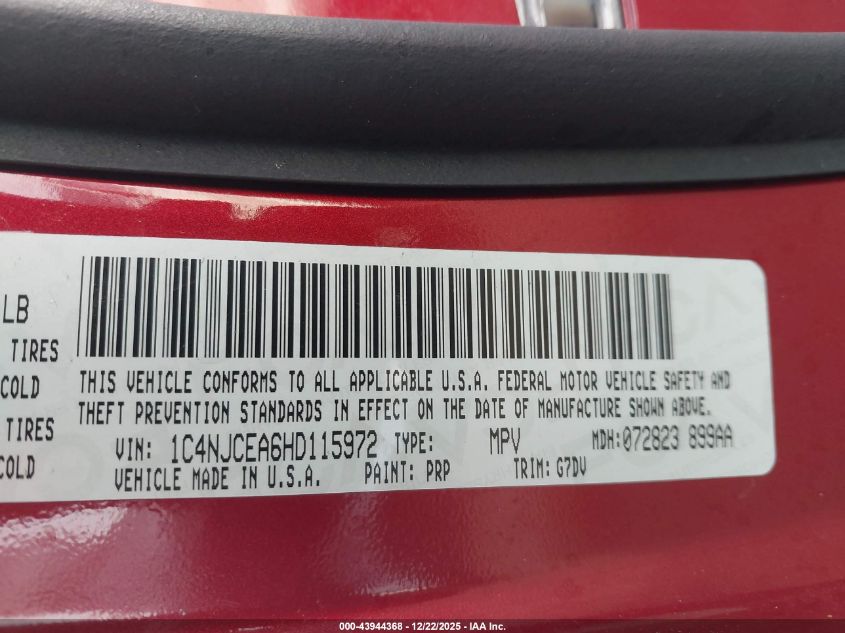 LB
TIRES
COLD
TIRES
COLD
THIS VEHICLE CONFORMS TO ALL APPLICABLE U.S.A. FEDERAL MOTOR VEHICLE SAFETY AND
THEFT PREVENTION STANDARDS IN EFFECT ON THE DATE OF MANUFACTURE SHOWN ABOVE.
VIN: 1C4NJCEA6HD115972 TYPE: MPV MDH:072823 899AA
VEHICLE MADE IN U.S.A. PAINT: PRP TRIM: G7DV
000-43944368 • 12/22/2025 - IAA Inc.